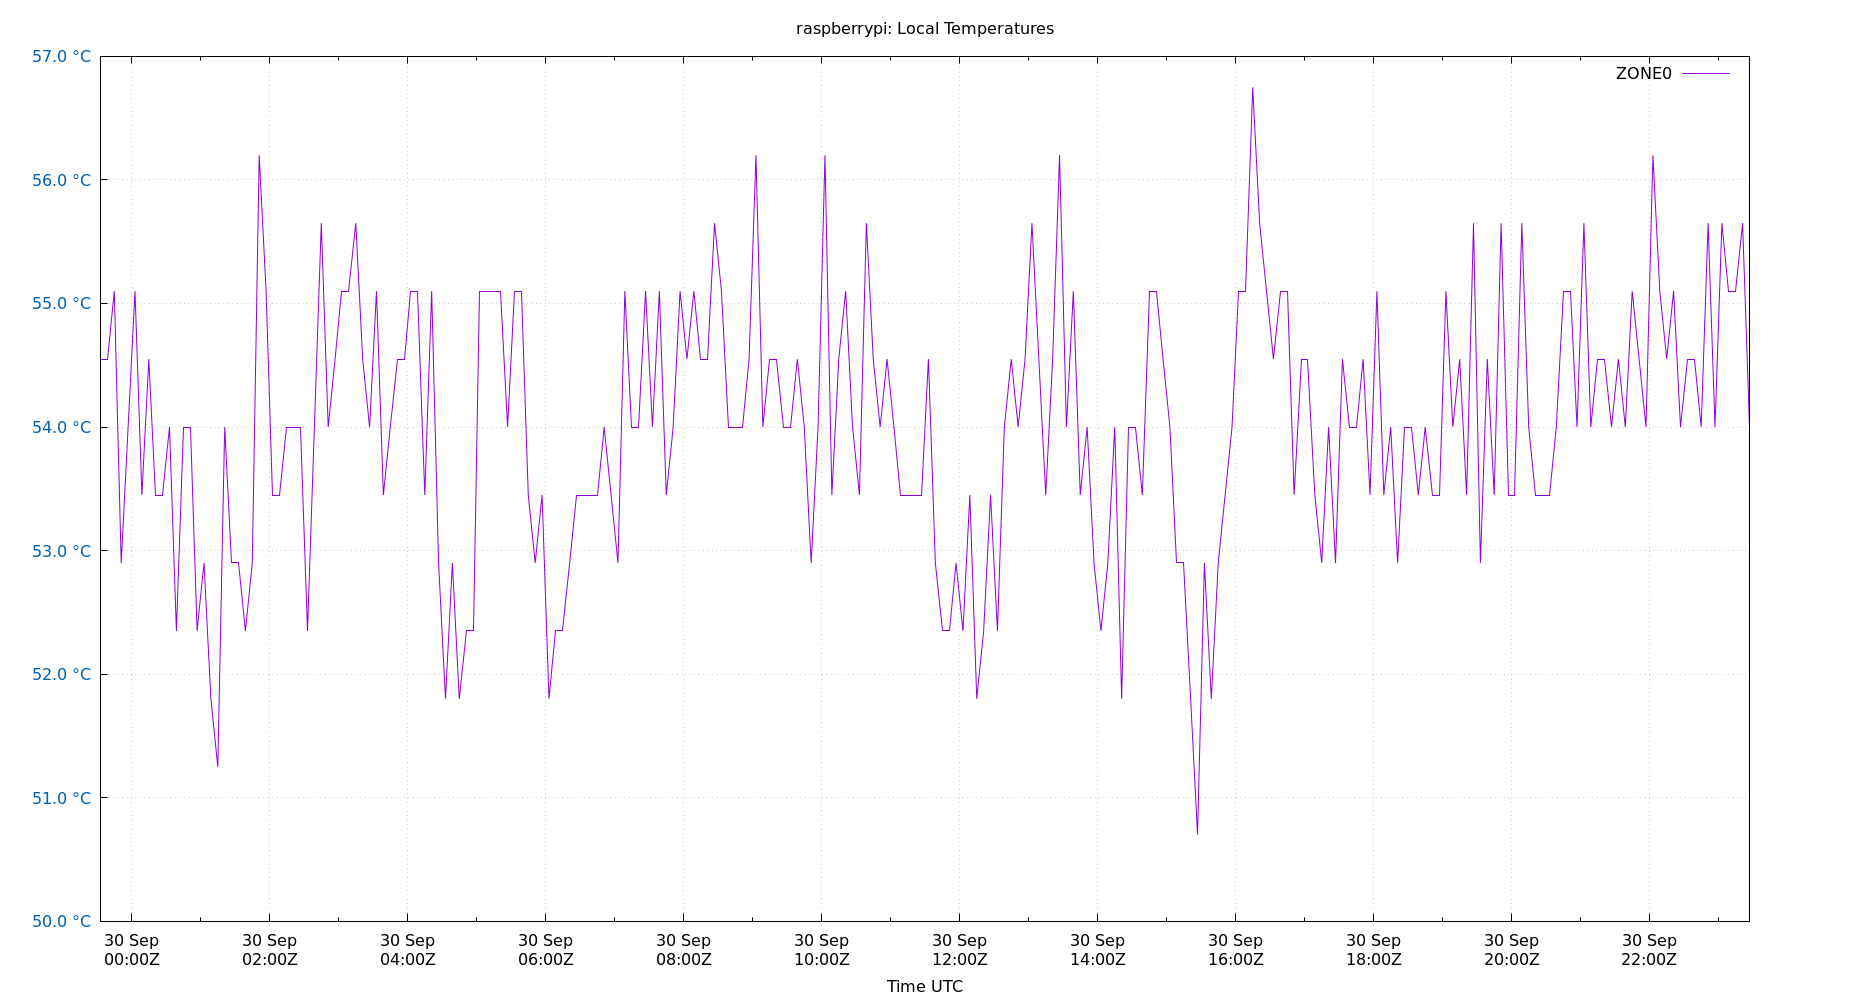 raspberrypi: Local Temperatures
57.0 °C
ZONE0
56.0 °C
55.0 °C
54.0 °C
53.0 °C
52.0 °C
51.0 °C
50.0 °C
30 Sep 30 Sep 30 Sep 30 Sep 30 Sep 30 Sep 30 Sep 30 Sep 30 Sep 30 Sep 30 Sep 30 Sep
00:00Z 02:00Z 04:00Z 06:00Z 08:00Z 10:00Z 12:00Z 14:00Z 16:00Z 18:00Z 20:00Z 22:00Z
Time UTC